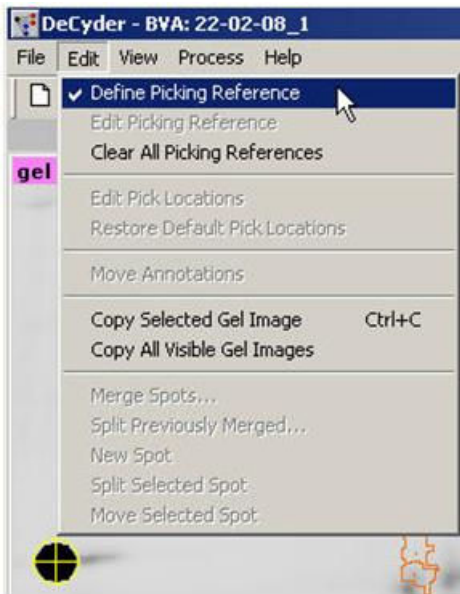 DeCyder - BVA: 22-02-08_1
File Edit View Process Help
Define Picking Reference
Edit Picking Reference
Clear All Picking References
gel
Edit Pick Locations
Restore Default Pick Locations
Move Annotations
Copy Selected Gel Image Ctrl+C
Copy All Visible Gel Images
Merge Spots...
Split Previously Merged...
New Spot
Split Selected Spot
Move Selected Spot